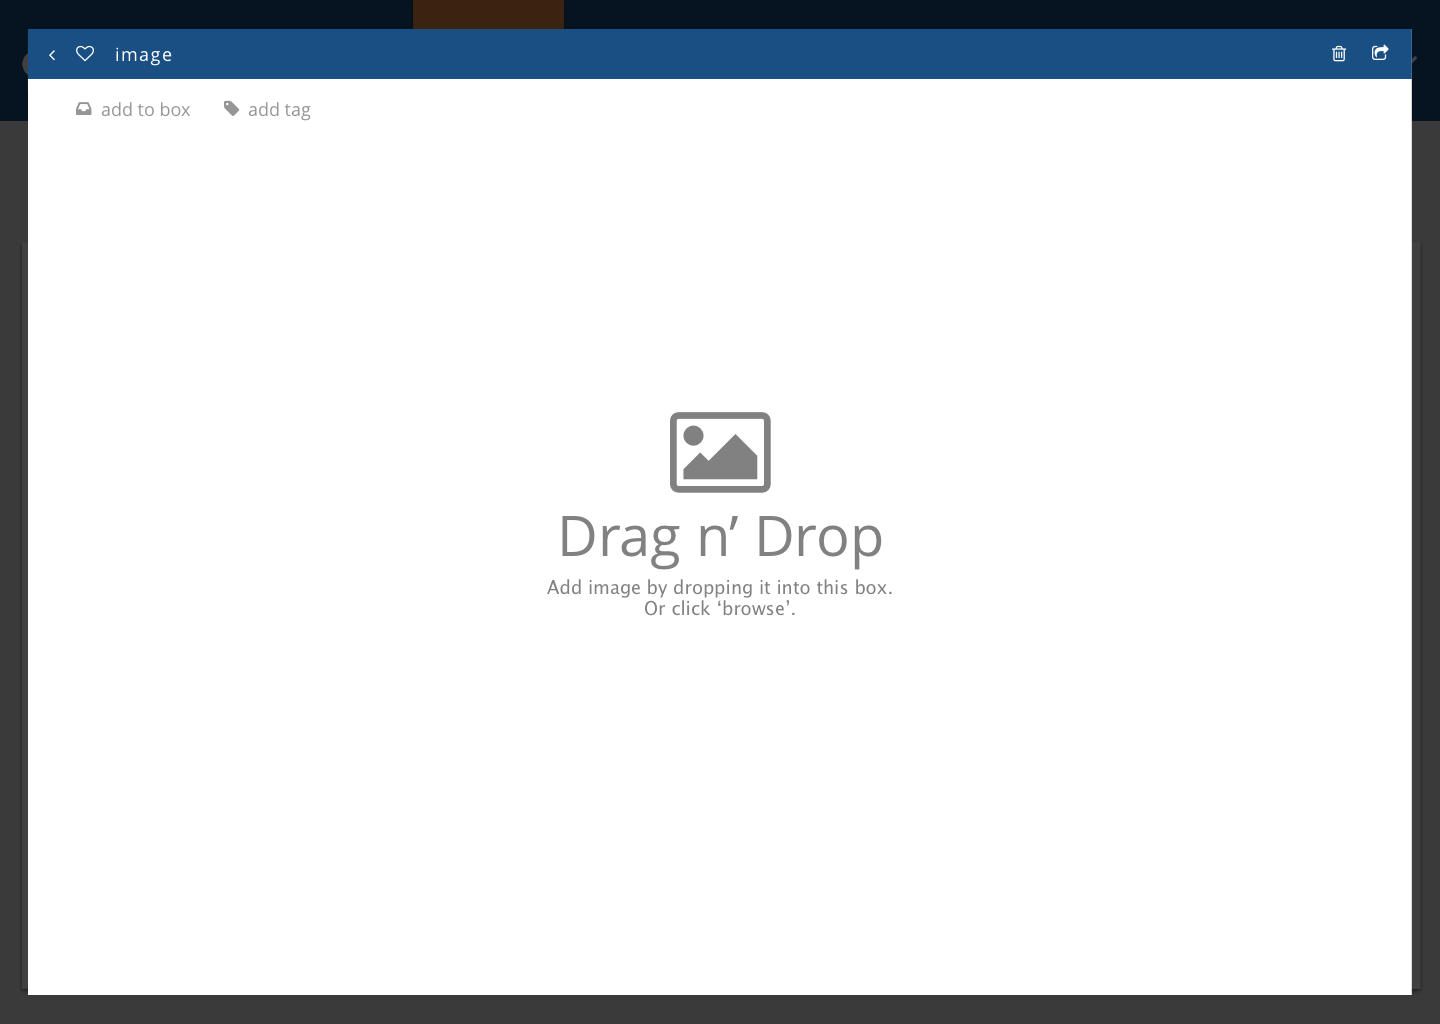 image
add to box
add tag
Drag n’ Drop
Add image by dropping it into this box.
Or click ‘browse’.